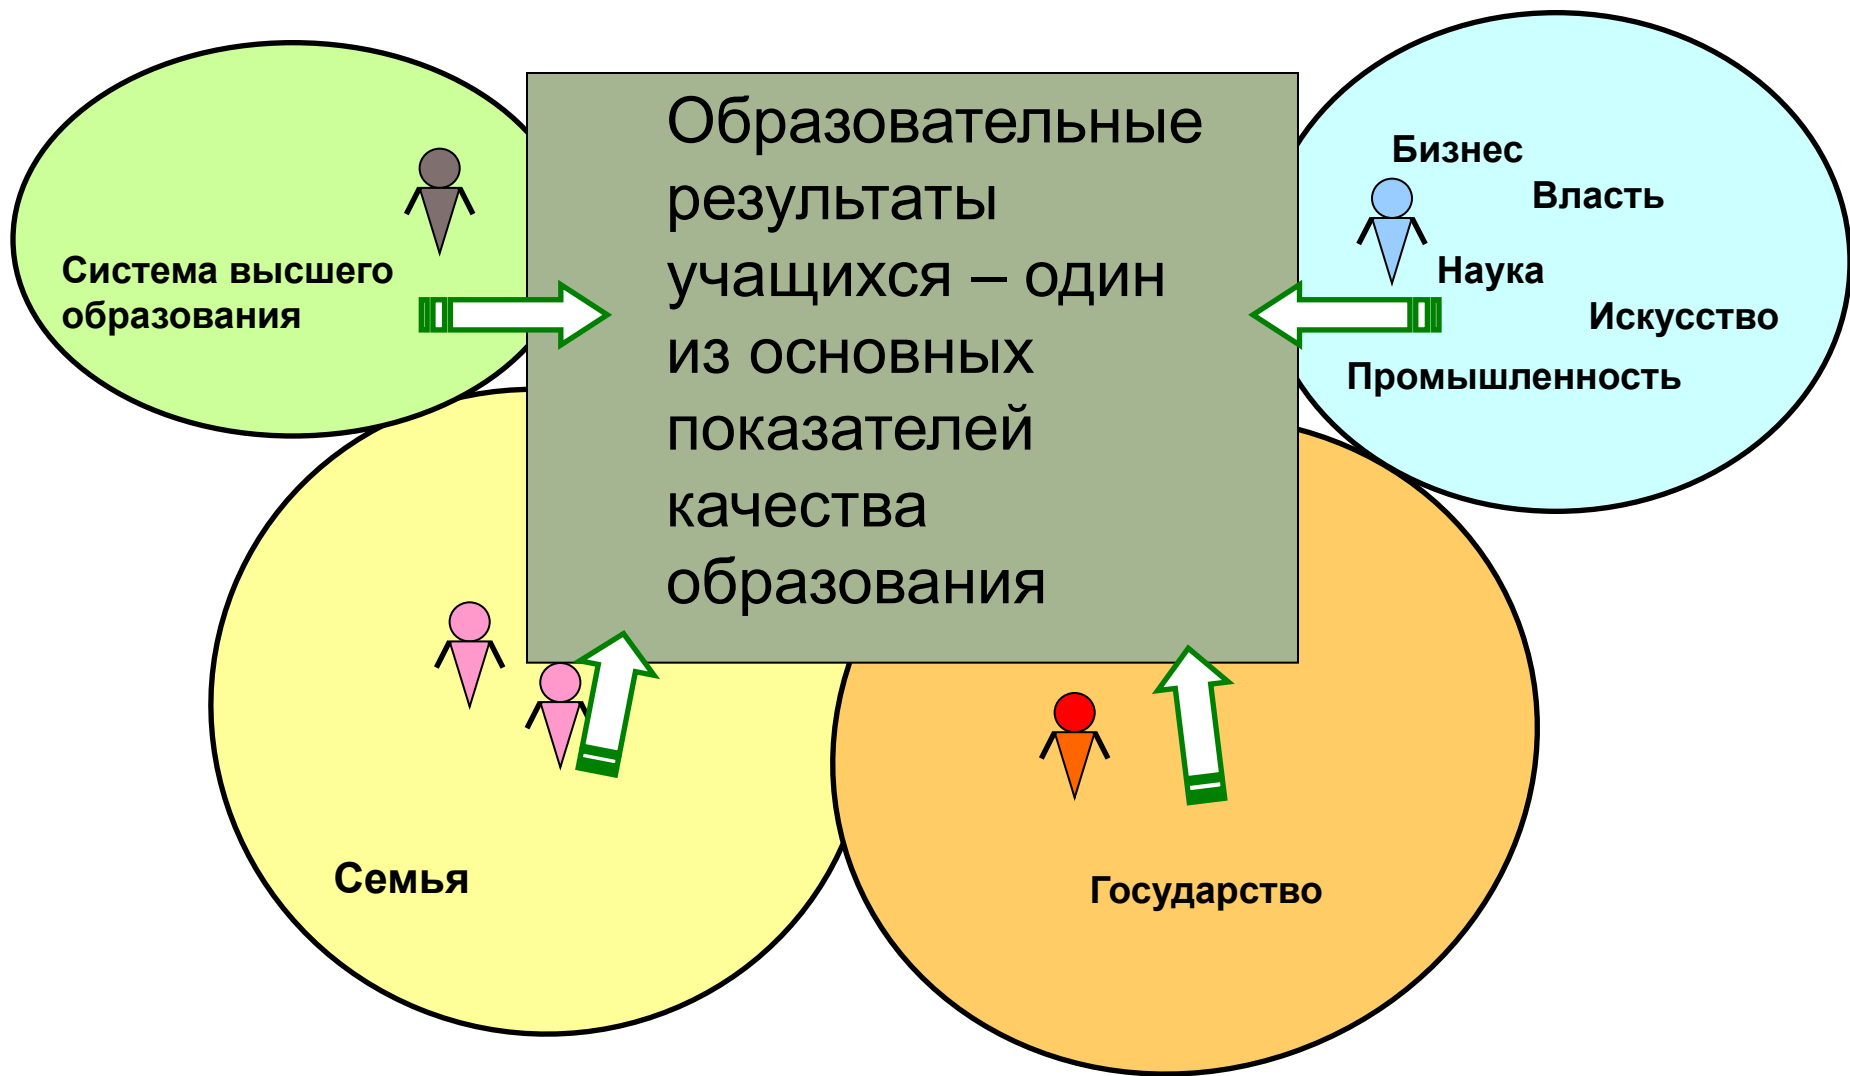 Система высшего
образования
Образовательные
результаты
учащихся – один
из основных
показателей
качества
образования
Бизнес
Власть
Наука
Искусство
Промышленность
Семья
Государство